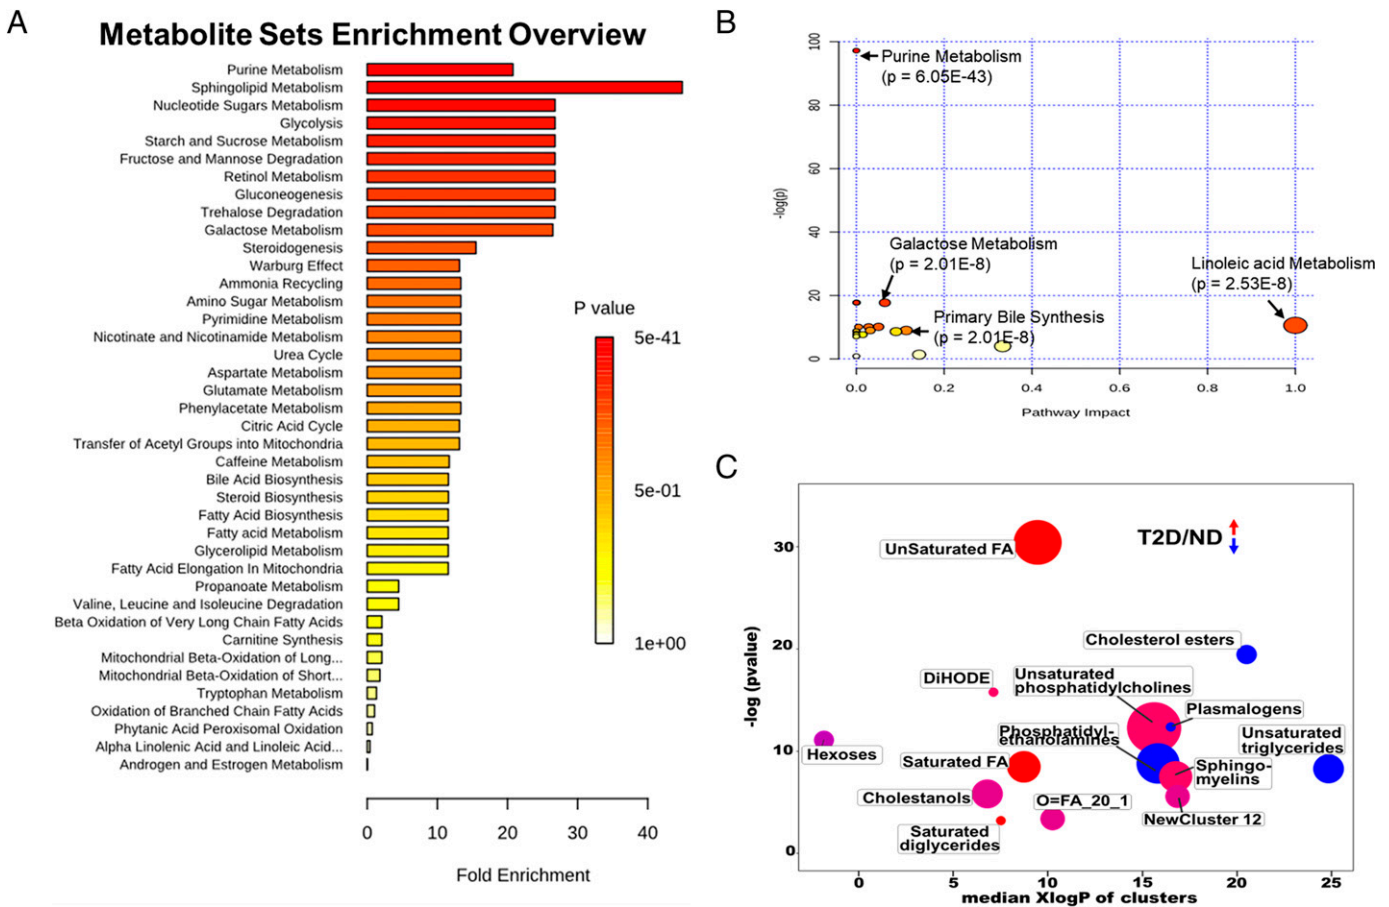 A
Metabolite Sets Enrichment Overview
Purine Metabolism
Sphingolipid Metabolism
Nucleotide Sugars Metabolism
Glycolysis
Starch and Sucrose Metabolism
Fructose and Mannose Degradation
Retinol Metabolism
Gluconeogenesis
Trehalose Degradation
Galactose Metabolism
Steroidogenesis
Warburg Effect
Ammonia Recycling
Amino Sugar Metabolism
Pyrimidine Metabolism
Nicotinate and Nicotinamide Metabolism
Urea Cycle
Aspartate Metabolism
Glutamate Metabolism
Phenylacetate Metabolism
Citric Acid Cycle
Transfer of Acetyl Groups into Mitochondria
Caffeine Metabolism
Bile Acid Biosynthesis
Steroid Biosynthesis
Fatty Acid Biosynthesis
Fatty acid Metabolism
Glycerolipid Metabolism
Fatty Acid Elongation In Mitochondria
Propanoate Metabolism
Valine, Leucine and Isoleucine Degradation
Beta Oxidation of Very Long Chain Fatty Acids
Carnitine Synthesis
Mitochondrial Beta-Oxidation of Long...
Mitochondrial Beta-Oxidation of Short...
Tryptophan Metabolism
Oxidation of Branched Chain Fatty Acids
Phytanic Acid Peroxisomal Oxidation
Alpha Linolenic Acid and Linoleic Acid...
Androgen and Estrogen Metabolism
0 10 20 30 40
Fold Enrichment
P value
5e-41
5e-01
1e+00
B
100
80
60
40
20
0
-log(p)
Purine Metabolism
(p = 6.05E-43)
Galactose Metabolism
(p = 2.01E-8)
Linoleic acid Metabolism
(p = 2.53E-8)
Primary Bile Synthesis
(p = 2.01E-8)
0.0 0.2 0.4 0.6 0.8 1.0
Pathway Impact
C
30
20
10
0
-log (pvalue)
T2D/ND
UnSaturated FA
Cholesterol esters
DiHODE
Unsaturated
phosphatidylcholines
Plasmalogens
Phosphatidyl-
ethanolamines
Unsaturated
triglycerides
Hexoses
Saturated FA
Sphingo-
myelins
Cholestanols
O=FA_20_1
NewCluster 12
Saturated
diglycerides
0 5 10 15 20 25
median XlogP of clusters